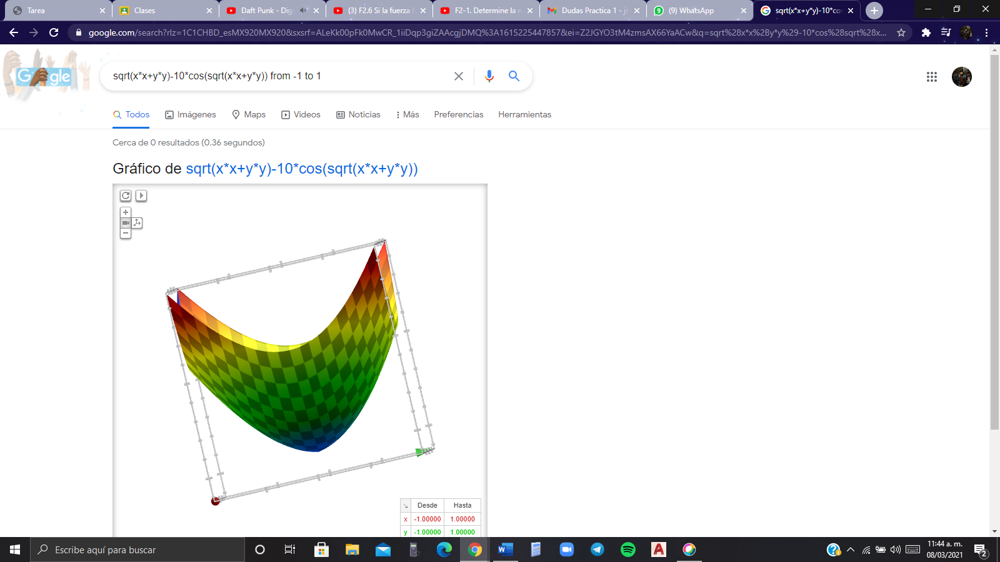 Tarea
Clases
Daft Punk - Dig
(3) F2.6 Si la fuerza F
F2-1. Determine la m
Dudas Practica 1 - je
(9) WhatsApp
sqrt(x*x+y*y)-10*cos
google.com/search?rlz=1C1CHBD_esMX920MX920&sxsrf=ALeKk00pFk0MwCR_1iiDqp3giZAAcgjDMQ%3A1615225447857&ei=Z2JGYO3tM4zmsAX66YaACw&q=sqrt%28x*x%2By*y%29-10*cos%28sqrt%28x...
Google
sqrt(x*x+y*y)-10*cos(sqrt(x*x+y*y)) from -1 to 1
Todos
Imágenes
Maps
Videos
Noticias
Más
Preferencias
Herramientas
Cerca de 0 resultados (0.36 segundos)
Gráfico de sqrt(x*x+y*y)-10*cos(sqrt(x*x+y*y))
Desde Hasta
x -1.00000 1.00000
y -1.00000 1.00000
Escribe aquí para buscar
11:44 a. m.
08/03/2021
2